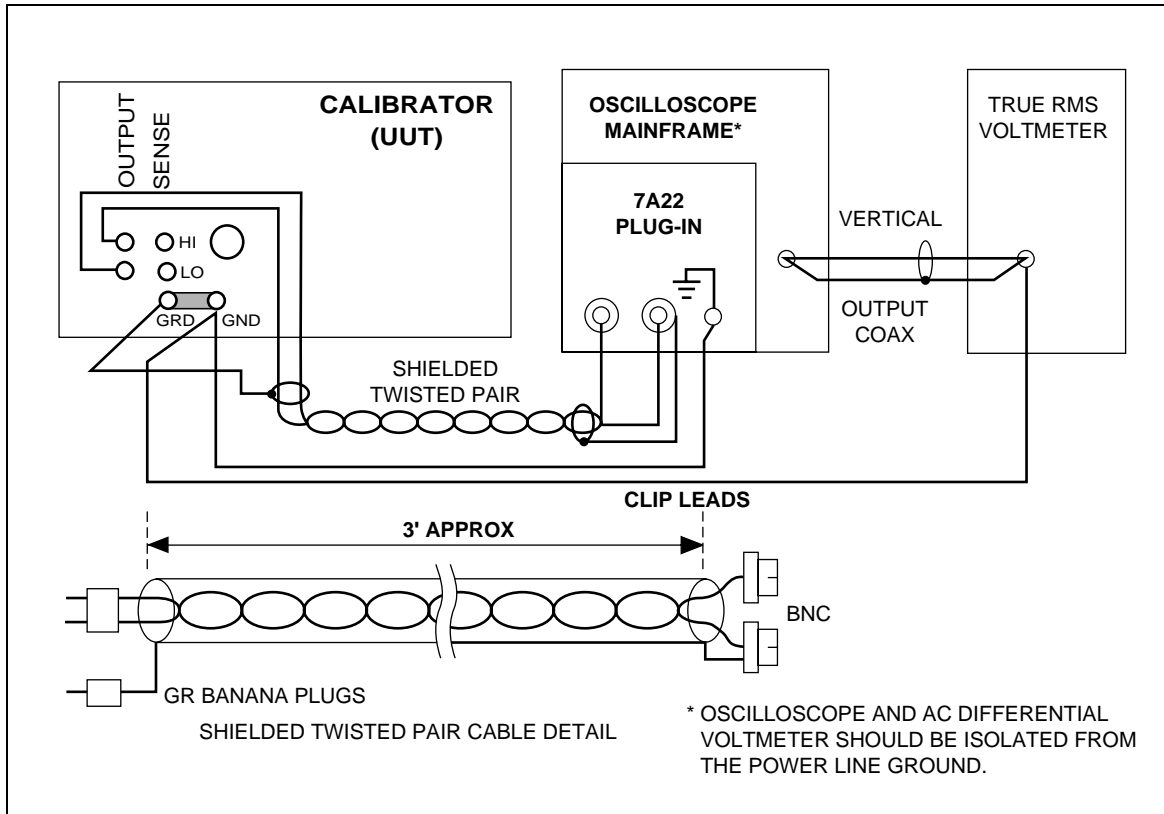 CALIBRATOR
(UUT)
OUTPUT
SENSE
HI
LO
GRD
GND
OSCILLOSCOPE
MAINFRAME*
7A22
PLUG-IN
TRUE RMS
VOLTMETER
VERTICAL
OUTPUT
COAX
SHIELDED
TWISTED PAIR
CLIP LEADS
3' APPROX
BNC
GR BANANA PLUGS
SHIELDED TWISTED PAIR CABLE DETAIL
* OSCILLOSCOPE AND AC DIFFERENTIAL
VOLTMETER SHOULD BE ISOLATED FROM
THE POWER LINE GROUND.